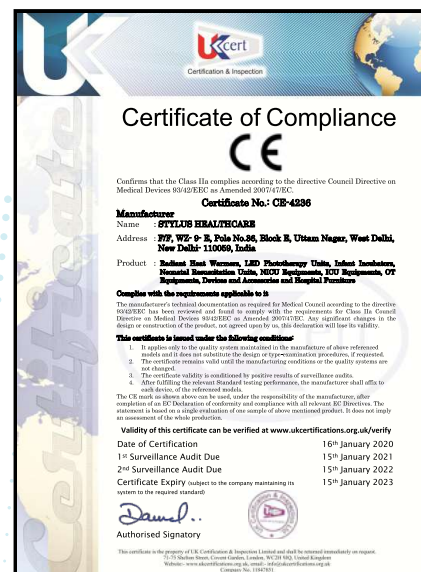 UKcert
Certification & Inspection
Certificate of Compliance
CE
Confirms that the Class IIa complies according to the directive Council Directive on
Medical Devices 93/42/EEC as Amended 2007/47/EC.
Certificate No.: CE-4236
Manufacturer
Name : STYLUS HEALTHCARE
Address : F/F, WZ- 9- E, Pole No.36, Block E, Uttam Nagar, West Delhi,
New Delhi- 110059, India
Product : Radiant Heat Warmers, LED Phototherapy Units, Infant Incubators,
Neonatal Resuscitation Units, NICU Equipments, ICU Equipments, OT
Equipments, Devices and Accessories and Hospital Furniture
Complies with the requirements applicable to it
The manufacturer's technical documentation as required for Medical Council according to the directive
93/42/EEC has been reviewed and found to comply with the requirements for Class IIa Council
Directive on Medical Devices 93/42/EEC as Amended 2007/47/EC. Any significant changes in the
design or construction of the product, not agreed upon by us, this declaration will lose its validity.
This certificate is issued under the following conditions:
1. It applies only to the quality system maintained in the manufacture of above referenced
models and it does not substitute the design or type-examination procedures, if requested.
2. The certificate remains valid until the manufacturing conditions or the quality systems are
not changed.
3. The certificate validity is conditioned by positive results of surveillance audits.
4. After fulfilling the relevant Standard testing performance, the manufacturer shall affix to
each device, of the referenced models.
The CE mark as shown above can be used, under the responsibility of the manufacturer, after
completion of an EC Declaration of conformity and compliance with all relevant EC Directives. The
statement is based on a single evaluation of one sample of above mentioned product. It does not imply
an assessment of the whole production.
Validity of this certificate can be verified at www.ukcertifications.org.uk/verify
Date of Certification 16th January 2020
1st Surveillance Audit Due 15th January 2021
2nd Surveillance Audit Due 15th January 2022
Certificate Expiry (subject to the company maintaining its 15th January 2023
system to the required standard)
Authorised Signatory
This certificate is the property of UK Certification & Inspection Limited and shall be returned immediately on request.
71-75 Shelton Street, Covent Garden, London, WC2H 9JQ, United Kingdom
Website:- www.ukcertifications.org.uk, email:- info@ukcertifications.org.uk
Company No. 11847851